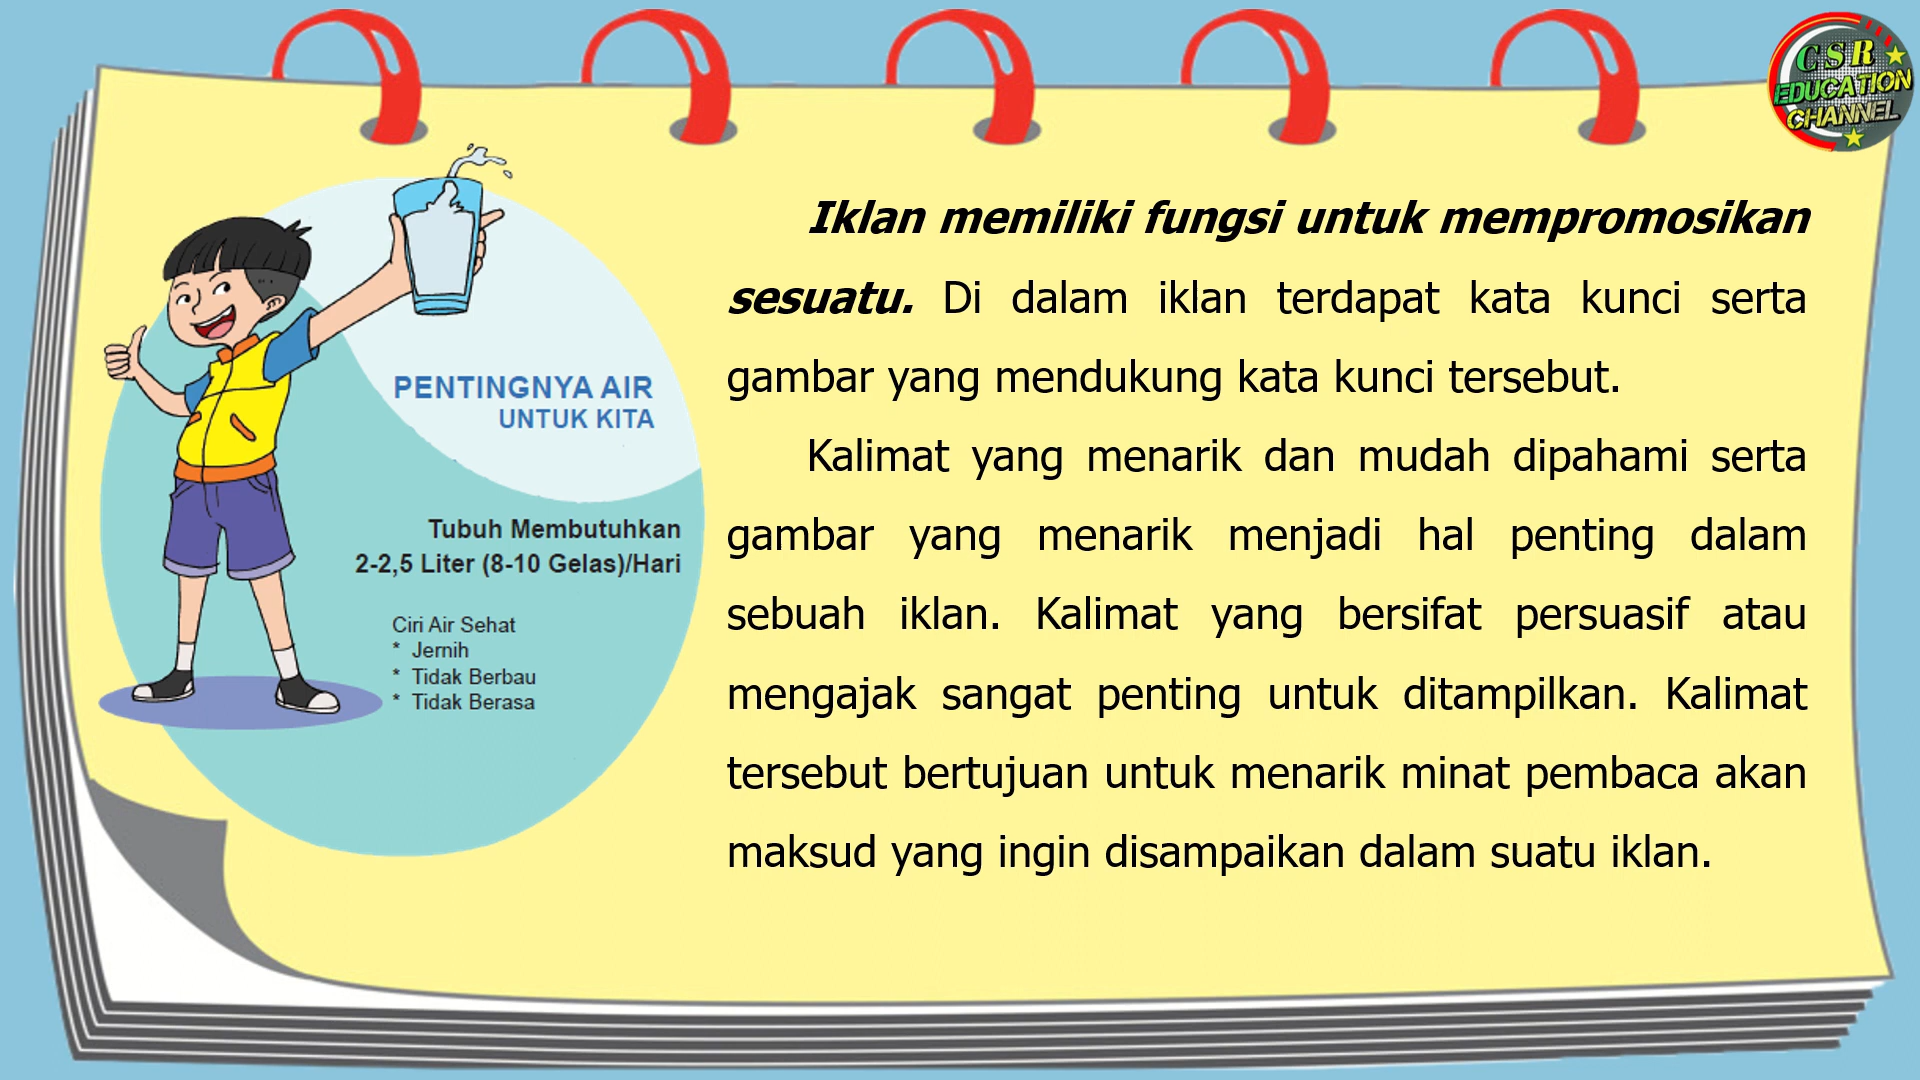 CSR
EDUCATION
CHANNEL
PENTINGNYA AIR
UNTUK KITA
Tubuh Membutuhkan
2-2,5 Liter (8-10 Gelas)/Hari
Ciri Air Sehat
* Jernih
* Tidak Berbau
* Tidak Berasa
Iklan memiliki fungsi untuk mempromosikan
sesuatu. Di dalam iklan terdapat kata kunci serta
gambar yang mendukung kata kunci tersebut.
Kalimat yang menarik dan mudah dipahami serta
gambar yang menarik menjadi hal penting dalam
sebuah iklan. Kalimat yang bersifat persuasif atau
mengajak sangat penting untuk ditampilkan. Kalimat
tersebut bertujuan untuk menarik minat pembaca akan
maksud yang ingin disampaikan dalam suatu iklan.